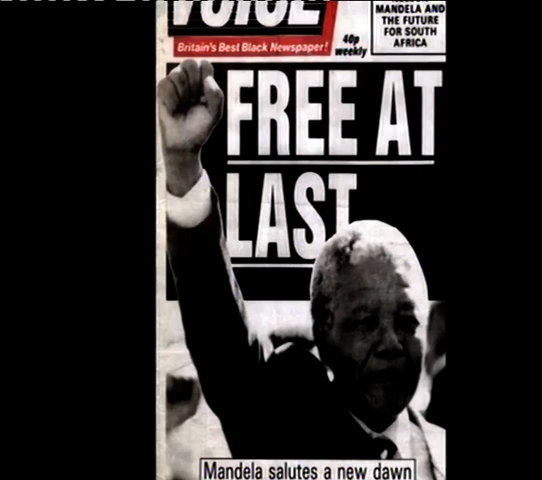 VOICE
Britain's Best Black Newspaper!
40p
weekly
MANDELA AND
THE FUTURE
FOR SOUTH
AFRICA
FREE AT
LAST
Mandela salutes a new dawn